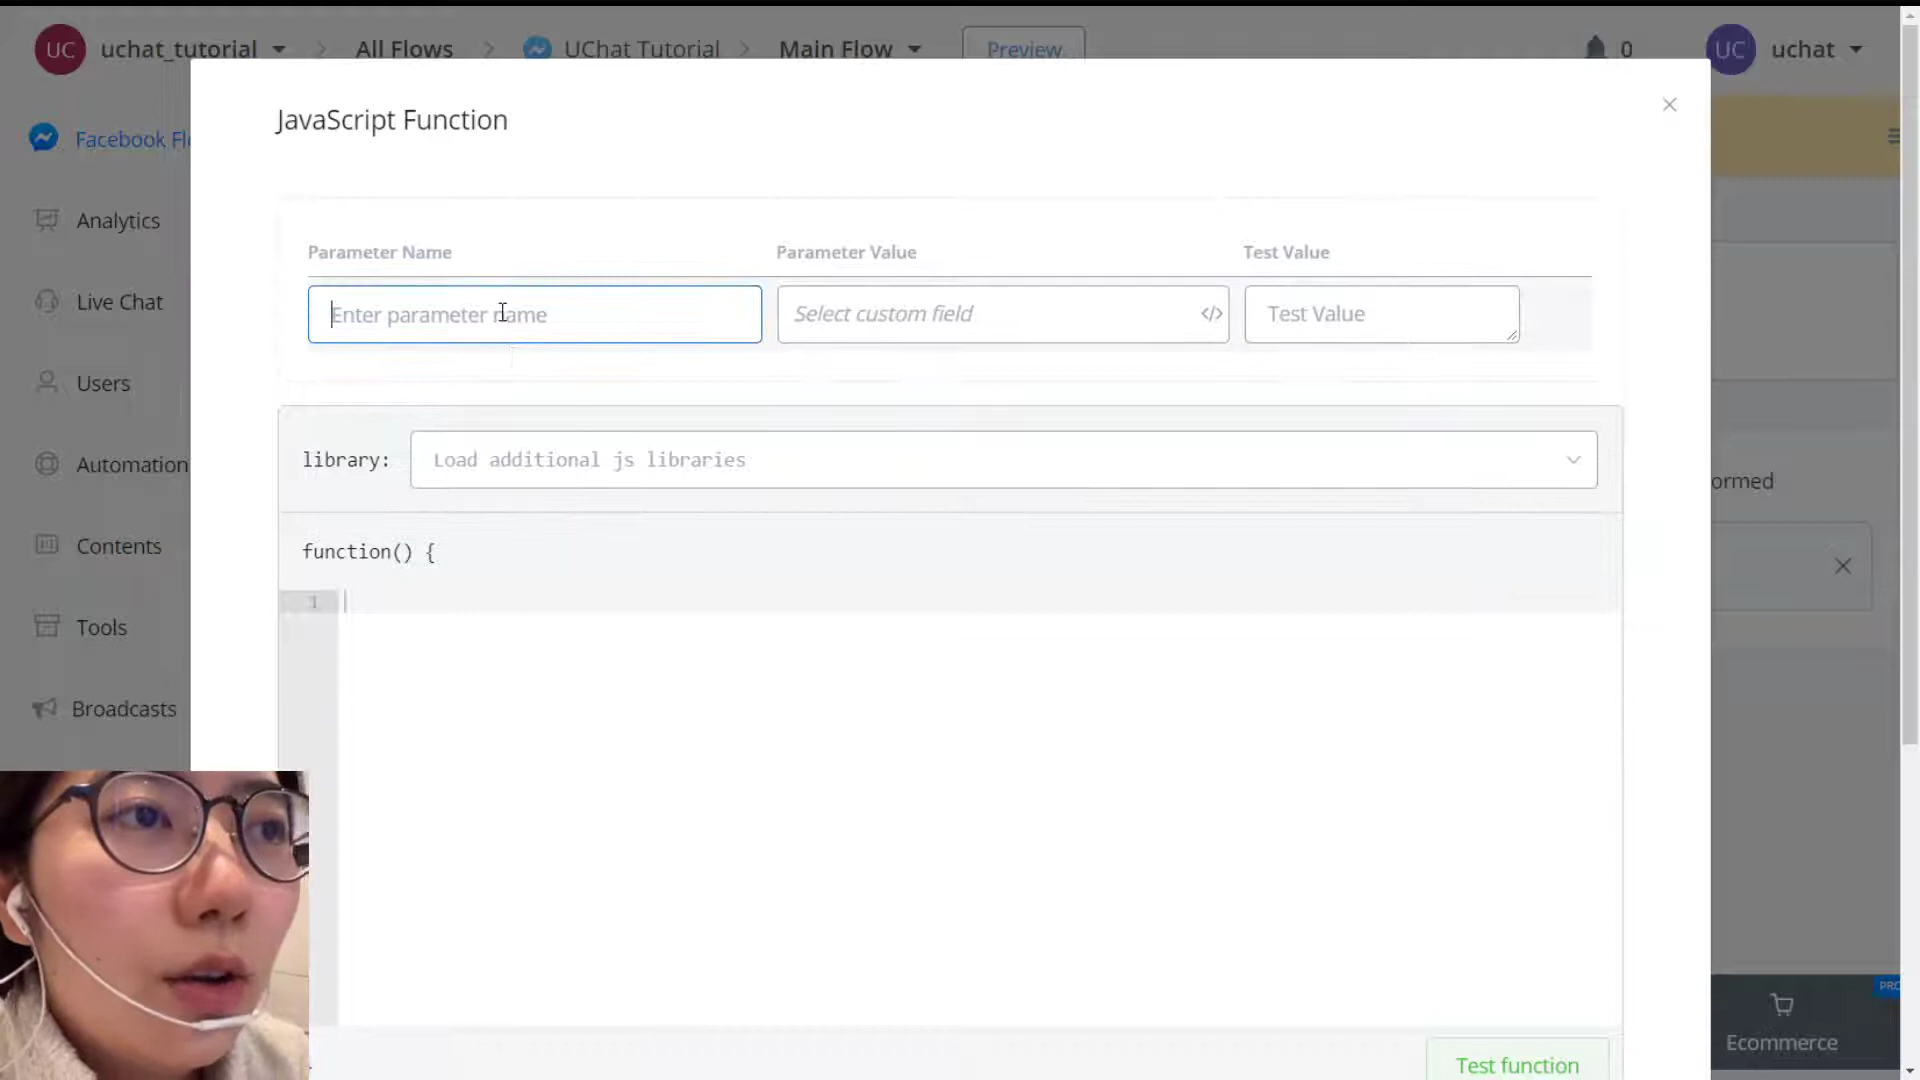 UC uchat_tutorial > All Flows > UChat Tutorial > Main Flow Preview 0 UC uchat
JavaScript Function
Facebook Flo
Analytics
Live Chat
Users
Automation
Contents
Tools
Broadcasts
Parameter Name Parameter Value Test Value
Enter parameter name Select custom field </> Test Value
library: Load additional js libraries
function() {
1
ormed
Test function
PRO
Ecommerce